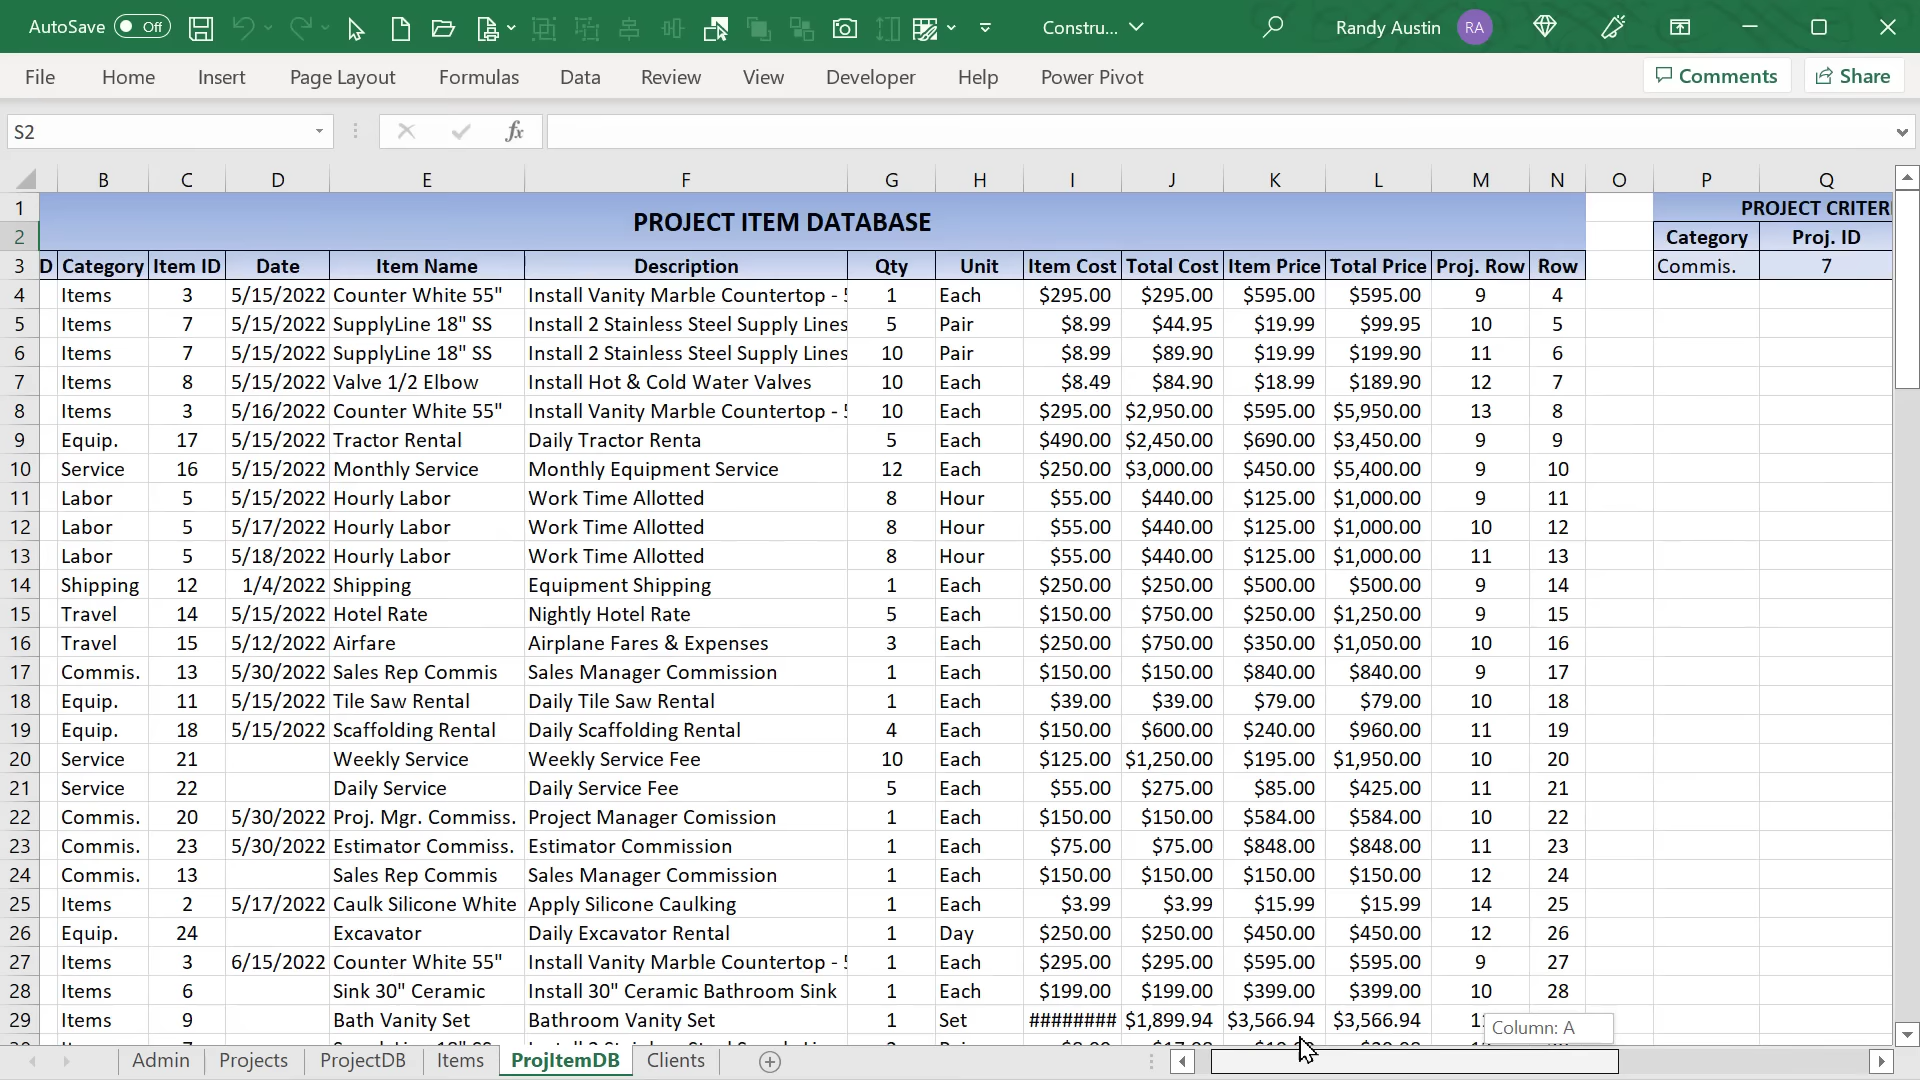 AutoSave Off Constru... Randy Austin RA
File Home Insert Page Layout Formulas Data Review View Developer Help Power Pivot Comments Share
S2 fx
B C D E F G H I J K L M N O P Q
1 PROJECT ITEM DATABASE PROJECT CRITERI
2 Category Proj. ID
3 D Category Item ID Date Item Name Description Qty Unit Item Cost Total Cost Item Price Total Price Proj. Row Row Commis. 7
4 Items 3 5/15/2022 Counter White 55" Install Vanity Marble Countertop - 5 1 Each $295.00 $295.00 $595.00 $595.00 9 4
5 Items 7 5/15/2022 SupplyLine 18" SS Install 2 Stainless Steel Supply Lines 5 Pair $8.99 $44.95 $19.99 $99.95 10 5
6 Items 7 5/15/2022 SupplyLine 18" SS Install 2 Stainless Steel Supply Lines 10 Pair $8.99 $89.90 $19.99 $199.90 11 6
7 Items 8 5/15/2022 Valve 1/2 Elbow Install Hot & Cold Water Valves 10 Each $8.49 $84.90 $18.99 $189.90 12 7
8 Items 3 5/16/2022 Counter White 55" Install Vanity Marble Countertop - 5 10 Each $295.00 $2,950.00 $595.00 $5,950.00 13 8
9 Equip. 17 5/15/2022 Tractor Rental Daily Tractor Renta 5 Each $490.00 $2,450.00 $690.00 $3,450.00 9 9
10 Service 16 5/15/2022 Monthly Service Monthly Equipment Service 12 Each $250.00 $3,000.00 $450.00 $5,400.00 9 10
11 Labor 5 5/15/2022 Hourly Labor Work Time Allotted 8 Hour $55.00 $440.00 $125.00 $1,000.00 9 11
12 Labor 5 5/17/2022 Hourly Labor Work Time Allotted 8 Hour $55.00 $440.00 $125.00 $1,000.00 10 12
13 Labor 5 5/18/2022 Hourly Labor Work Time Allotted 8 Hour $55.00 $440.00 $125.00 $1,000.00 11 13
14 Shipping 12 1/4/2022 Shipping Equipment Shipping 1 Each $250.00 $250.00 $500.00 $500.00 9 14
15 Travel 14 5/15/2022 Hotel Rate Nightly Hotel Rate 5 Each $150.00 $750.00 $250.00 $1,250.00 9 15
16 Travel 15 5/12/2022 Airfare Airplane Fares & Expenses 3 Each $250.00 $750.00 $350.00 $1,050.00 10 16
17 Commis. 13 5/30/2022 Sales Rep Commis Sales Manager Commission 1 Each $150.00 $150.00 $840.00 $840.00 9 17
18 Equip. 11 5/15/2022 Tile Saw Rental Daily Tile Saw Rental 1 Each $39.00 $39.00 $79.00 $79.00 10 18
19 Equip. 18 5/15/2022 Scaffolding Rental Daily Scaffolding Rental 4 Each $150.00 $600.00 $240.00 $960.00 11 19
20 Service 21 Weekly Service Weekly Service Fee 10 Each $125.00 $1,250.00 $195.00 $1,950.00 10 20
21 Service 22 Daily Service Daily Service Fee 5 Each $55.00 $275.00 $85.00 $425.00 11 21
22 Commis. 20 5/30/2022 Proj. Mgr. Commiss. Project Manager Comission 1 Each $150.00 $150.00 $584.00 $584.00 10 22
23 Commis. 23 5/30/2022 Estimator Commiss. Estimator Commission 1 Each $75.00 $75.00 $848.00 $848.00 11 23
24 Commis. 13 Sales Rep Commis Sales Manager Commission 1 Each $150.00 $150.00 $150.00 $150.00 12 24
25 Items 2 5/17/2022 Caulk Silicone White Apply Silicone Caulking 1 Each $3.99 $3.99 $15.99 $15.99 14 25
26 Equip. 24 Excavator Daily Excavator Rental 1 Day $250.00 $250.00 $450.00 $450.00 12 26
27 Items 3 6/15/2022 Counter White 55" Install Vanity Marble Countertop - 5 1 Each $295.00 $295.00 $595.00 $595.00 9 27
28 Items 6 Sink 30" Ceramic Install 30" Ceramic Bathroom Sink 1 Each $199.00 $199.00 $399.00 $399.00 10 28
29 Items 9 Bath Vanity Set Bathroom Vanity Set 1 Set ######## $1,899.94 $3,566.94 $3,566.94 Column: A
Admin Projects ProjectDB Items ProjItemDB Clients